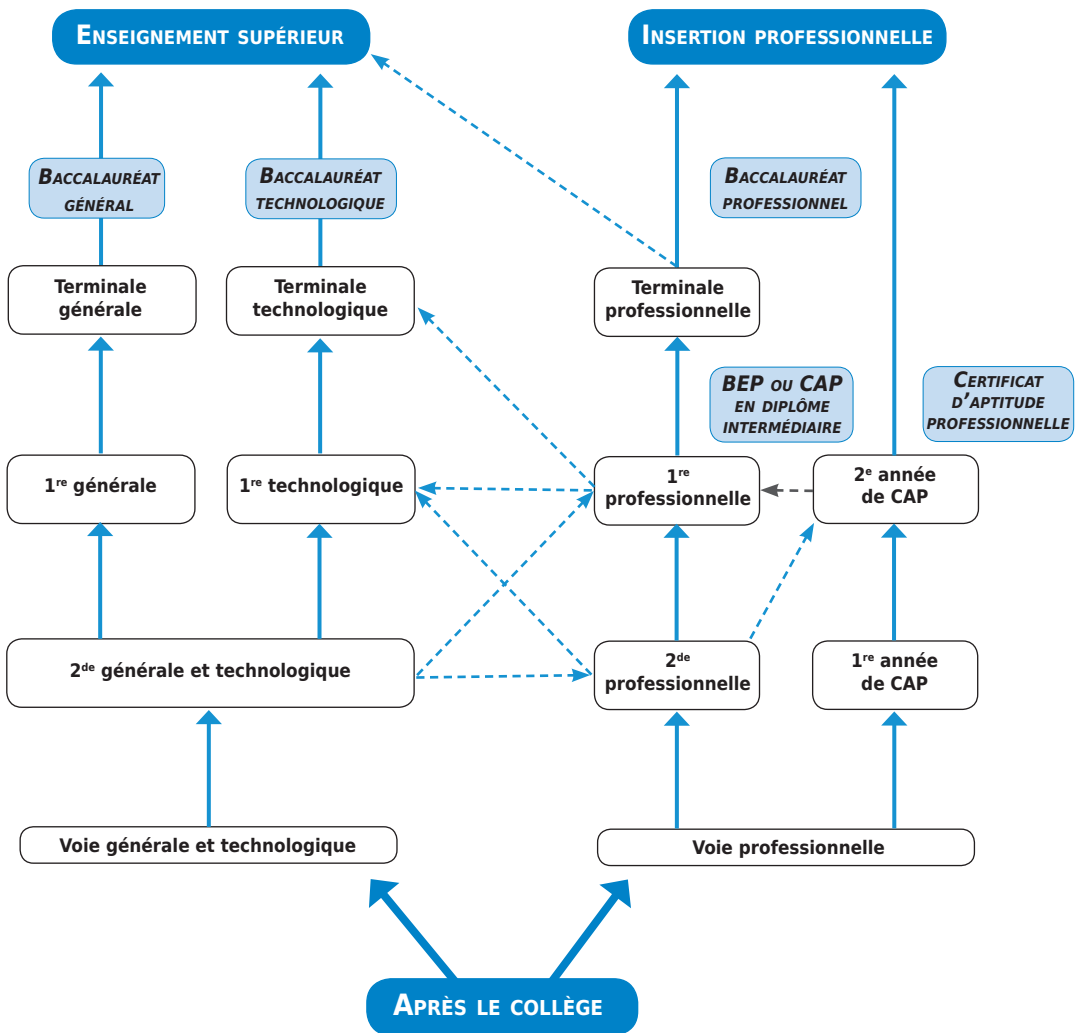 Enseignement supérieur
Insertion professionnelle
Baccalauréat
général
Baccalauréat
technologique
Baccalauréat
professionnel
Terminale
générale
Terminale
technologique
Terminale
professionnelle
BEP ou CAP
en diplôme
intermédiaire
Certificat
d’aptitude
professionnelle
1re générale
1re technologique
1re
professionnelle
2e année
de CAP
2de générale et technologique
2de
professionnelle
1re année
de CAP
Voie générale et technologique
Voie professionnelle
Après le collège